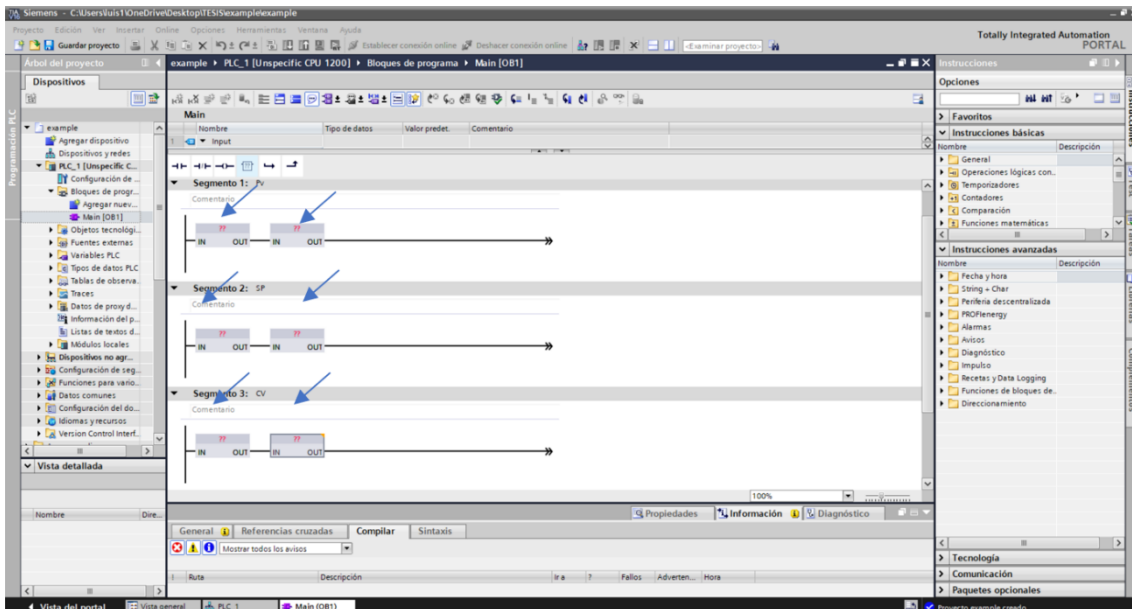 Siemens - C:\Users\luis1\OneDrive\Desktop\TESIS\example\example
Proyecto Edición Ver Insertar Online Opciones Herramientas Ventana Ayuda
Totally Integrated Automation
PORTAL
Guardar proyecto
Establecer conexión online
Deshacer conexión online
<Examinar proyecto>
Árbol del proyecto
example PLC_1 [Unspecific CPU 1200] Bloques de programa Main [OB1]
Instrucciones
Dispositivos
Opciones
Programación PLC
example
Agregar dispositivo
Dispositivos y redes
PLC_1 [Unspecific C...
Configuración de ...
Bloques de progr...
Agregar nuev...
Main [OB1]
Objetos tecnológi...
Fuentes externas
Variables PLC
Tipos de datos PLC
Tablas de observa...
Traces
Datos de proxy d...
Información del p...
Listas de textos d...
Módulos locales
Dispositivos no agr...
Configuración de seg...
Funciones para vario...
Datos comunes
Configuración del do...
Idiomas y recursos
Version Control Interf...
Vista detallada
Nombre Dire...
Main
Nombre Tipo de datos Valor predet. Comentario
1 Input
Segmento 1: Pv
Comentario
?? ??
IN OUT IN OUT
Segmento 2: SP
Comentario
?? ??
IN OUT IN OUT
Segmento 3: CV
Comentario
?? ??
IN OUT IN OUT
100%
Propiedades Información Diagnóstico
General Referencias cruzadas Compilar Sintaxis
Mostrar todos los avisos
! Ruta Descripción Ir a ? Fallos Adverten... Hora
Favoritos
Instrucciones básicas
Nombre Descripción
General
Operaciones lógicas con...
Temporizadores
Contadores
Comparación
Funciones matemáticas
Instrucciones avanzadas
Nombre Descripción
Fecha y hora
String + Char
Periferia descentralizada
PROFIenergy
Alarmas
Avisos
Diagnóstico
Impulso
Recetas y Data Logging
Funciones de bloques de...
Direccionamiento
Tecnología
Comunicación
Paquetes opcionales
Vista del portal Vista general PLC_1 Main (OB1)
Proyecto example creado.